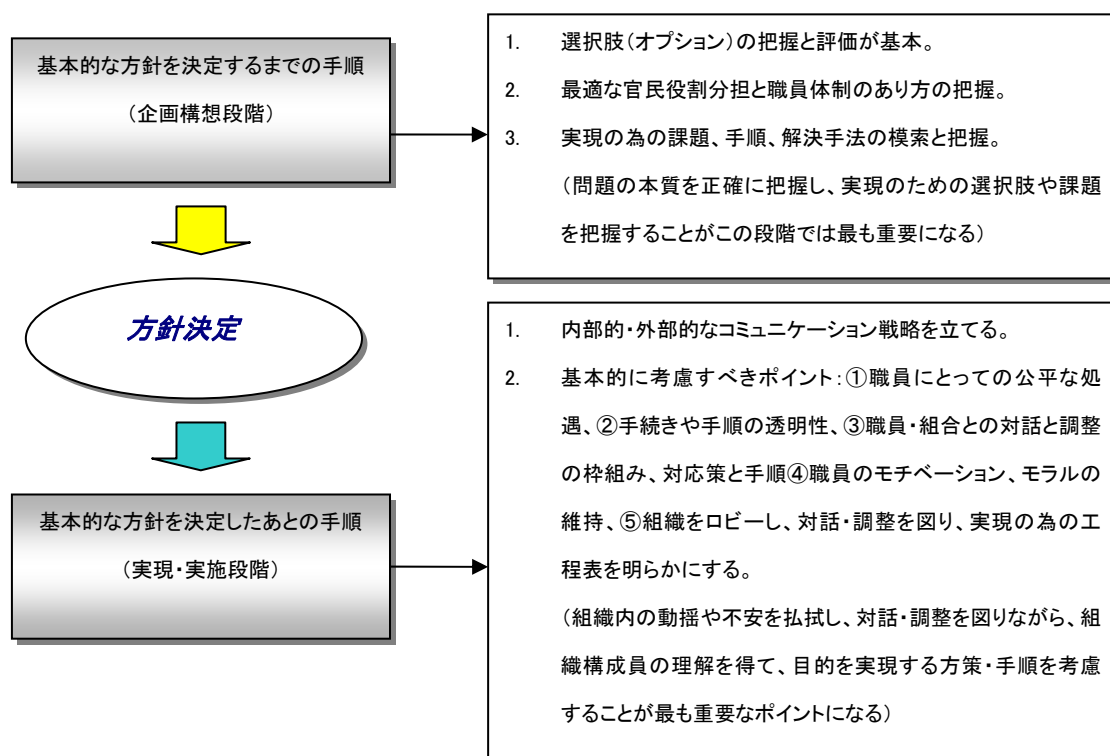 基本的な方針を決定するまでの手順
（企画構想段階）
1. 選択肢（オプション）の把握と評価が基本。
2. 最適な官民役割分担と職員体制のあり方の把握。
3. 実現の為の課題、手順、解決手法の模索と把握。
（問題の本質を正確に把握し、実現のための選択肢や課題
を把握することがこの段階では最も重要になる）
方針決定
基本的な方針を決定したあとの手順
（実現・実施段階）
1. 内部的・外部的なコミュニケーション戦略を立てる。
2. 基本的に考慮すべきポイント：①職員にとっての公平な処
遇、②手続きや手順の透明性、③職員・組合との対話と調整
の枠組み、対応策と手順④職員のモチベーション、モラルの
維持、⑤組織をロビーし、対話・調整を図り、実現の為の工
程表を明らかにする。
（組織内の動揺や不安を払拭し、対話・調整を図りながら、組
織構成員の理解を得て、目的を実現する方策・手順を考慮
することが最も重要なポイントになる）